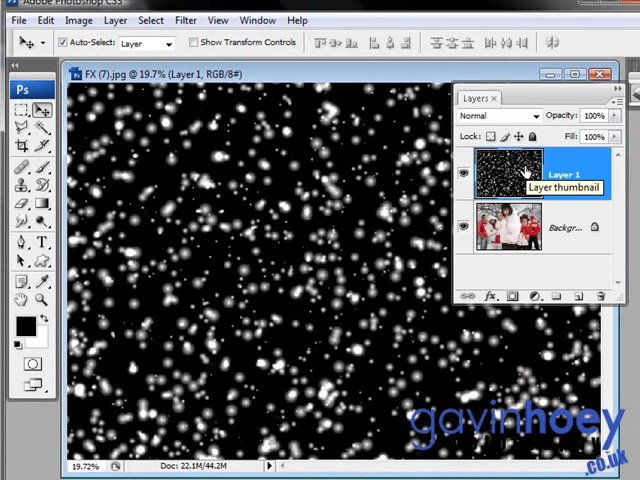 Adobe Photoshop CS3
File Edit Image Layer Select Filter View Window Help
Auto-Select: Layer Show Transform Controls
Ps
FX (7).jpg @ 19.7% (Layer 1, RGB/8#)
Layers x
Normal Opacity: 100%
Lock: Fill: 100%
Layer 1
Layer thumbnail
Backgr...
T
19.72% Doc: 22.1M/44.2M
gavinhoey
.co.uk